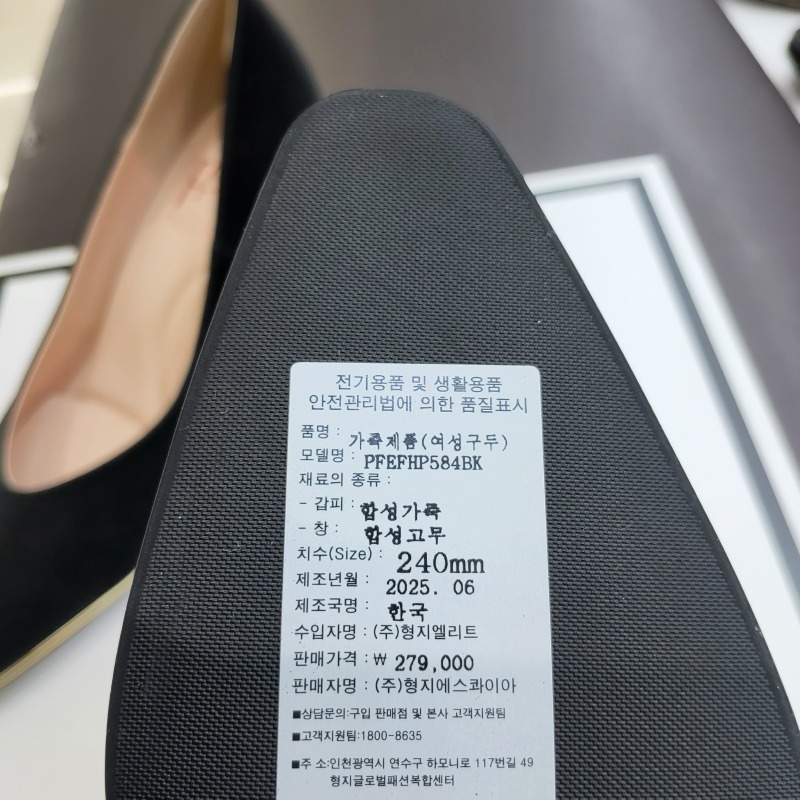 전기용품 및 생활용품
안전관리법에 의한 품질표시
품명 : 가죽제품(여성구두)
모델명 : PFEFHP584BK
재료의 종류 :
- 갑피 : 합성가죽
- 창 : 합성고무
치수(Size) : 240mm
제조년월 : 2025. 06
제조국명 : 한국
수입자명 : (주)형지엘리트
판매가격 : ₩ 279,000
판매자명 : (주)형지에스콰이아
■상담문의:구입 판매점 및 본사 고객지원팀
■고객지원팀:1800-8635
■주 소:인천광역시 연수구 하모니로 177번길 49
형지글로벌패션복합센터